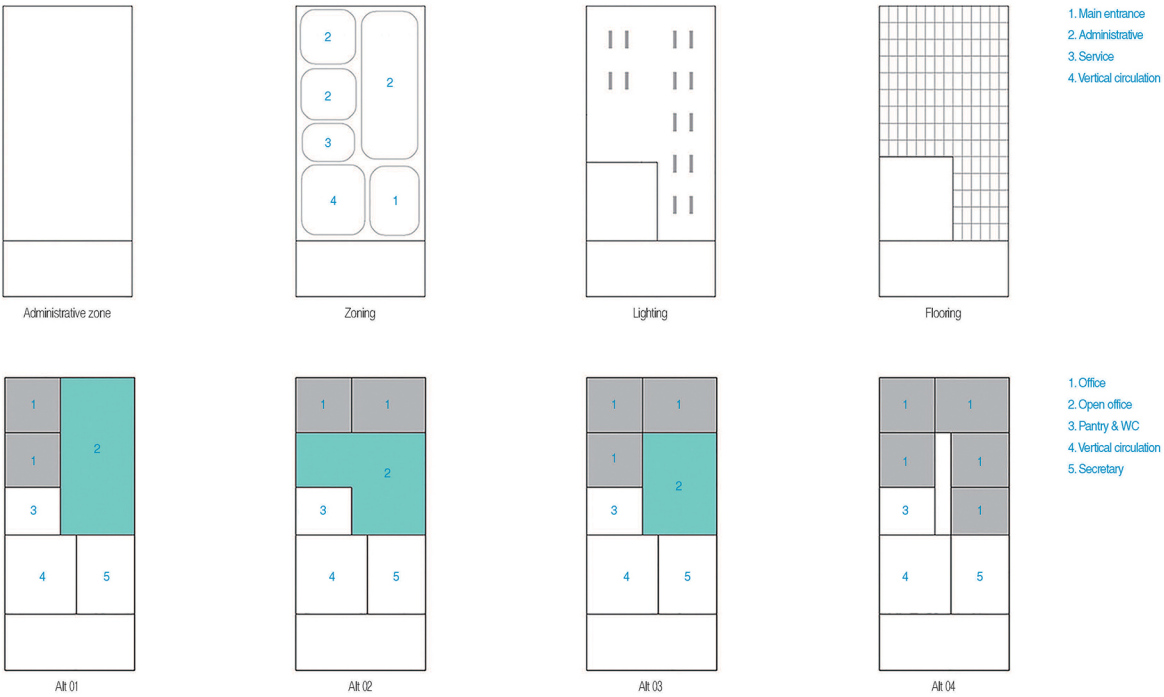 1. Main entrance
2. Administrative
3. Service
4. Vertical circulation
2
2
2
3
4
1
Administrative zone
Zoning
Lighting
Flooring
1. Office
2. Open office
3. Pantry & WC
4. Vertical circulation
5. Secretary
1
2
1
3
4
5
1
1
2
3
4
5
1
1
1
2
3
4
5
1
1
1
1
3
1
4
5
Alt 01
Alt 02
Alt 03
Alt 04